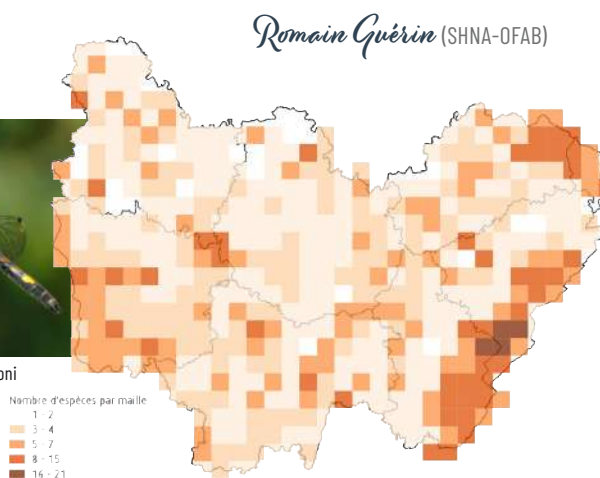 Romain Guérin (SHNA-OFAB)
oni
Nombre d'espèces par maille
1 - 2
3 - 4
5 - 7
8 - 15
16 - 21